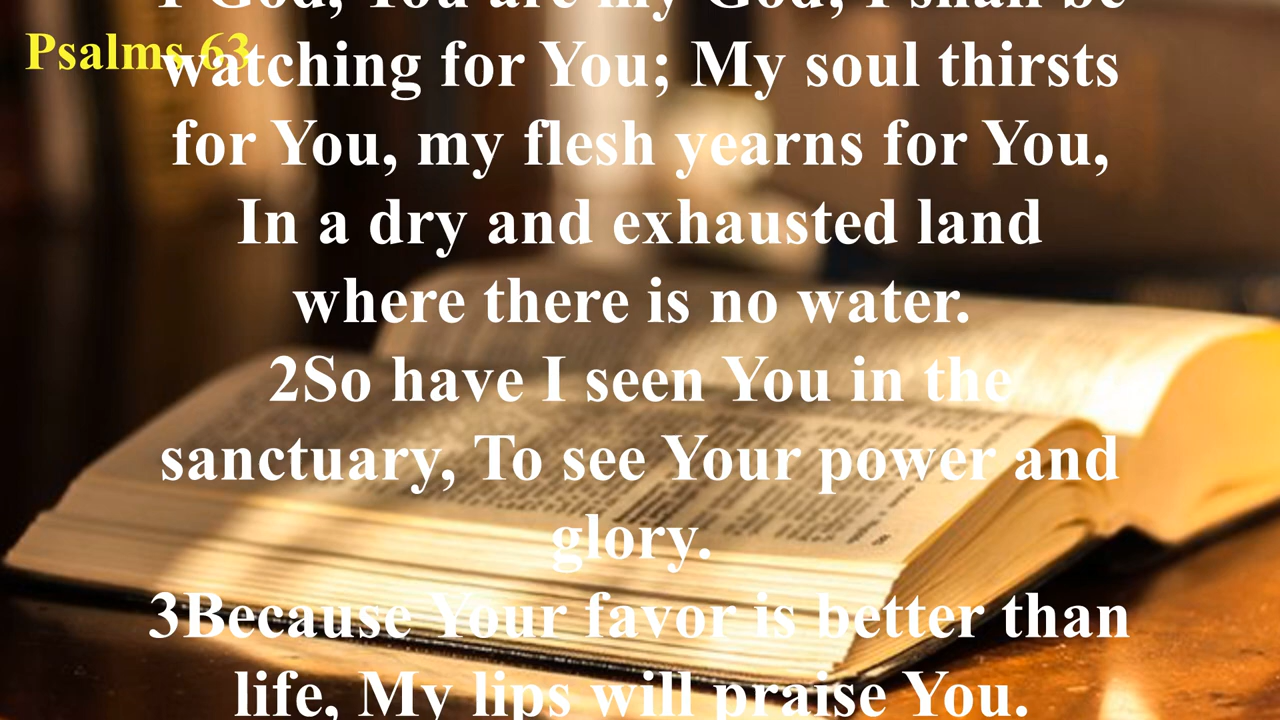 1 God, You are my God; I shall be
Psalms 63
watching for You; My soul thirsts
for You, my flesh yearns for You,
In a dry and exhausted land
where there is no water.
2So have I seen You in the
sanctuary, To see Your power and
glory.
3Because Your favor is better than
life, My lips will praise You.